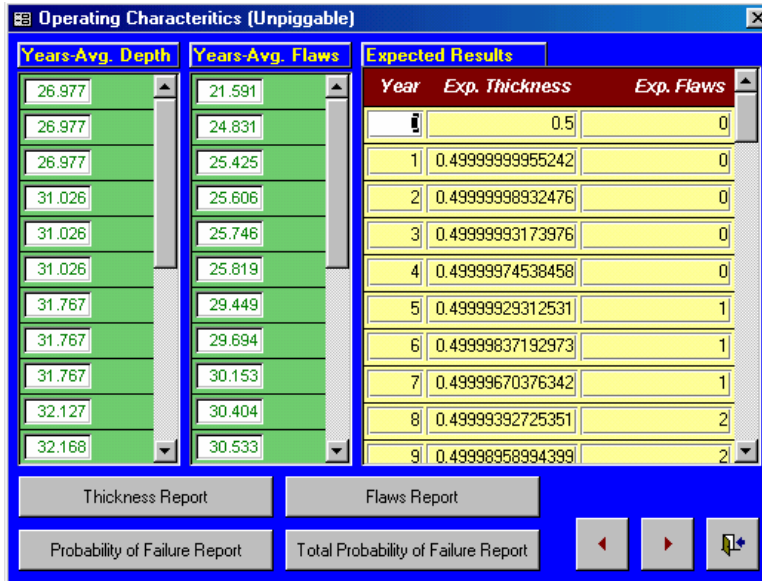 Operating Characteritics (Unpiggable)
Years-Avg. Depth
26.977
26.977
26.977
31.026
31.026
31.026
31.767
31.767
31.767
32.127
32.168
Years-Avg. Flaws
21.591
24.831
25.425
25.606
25.746
25.819
29.449
29.694
30.153
30.404
30.533
Expected Results
Year Exp. Thickness Exp. Flaws
0.5 0
1 0.49999999955242 0
2 0.49999998932476 0
3 0.49999993173976 0
4 0.49999974538458 0
5 0.49999929312531 1
6 0.49999837192973 1
7 0.49999670376342 1
8 0.49999392725351 2
9 0.49998958994399 2
Thickness Report
Flaws Report
Probability of Failure Report
Total Probability of Failure Report